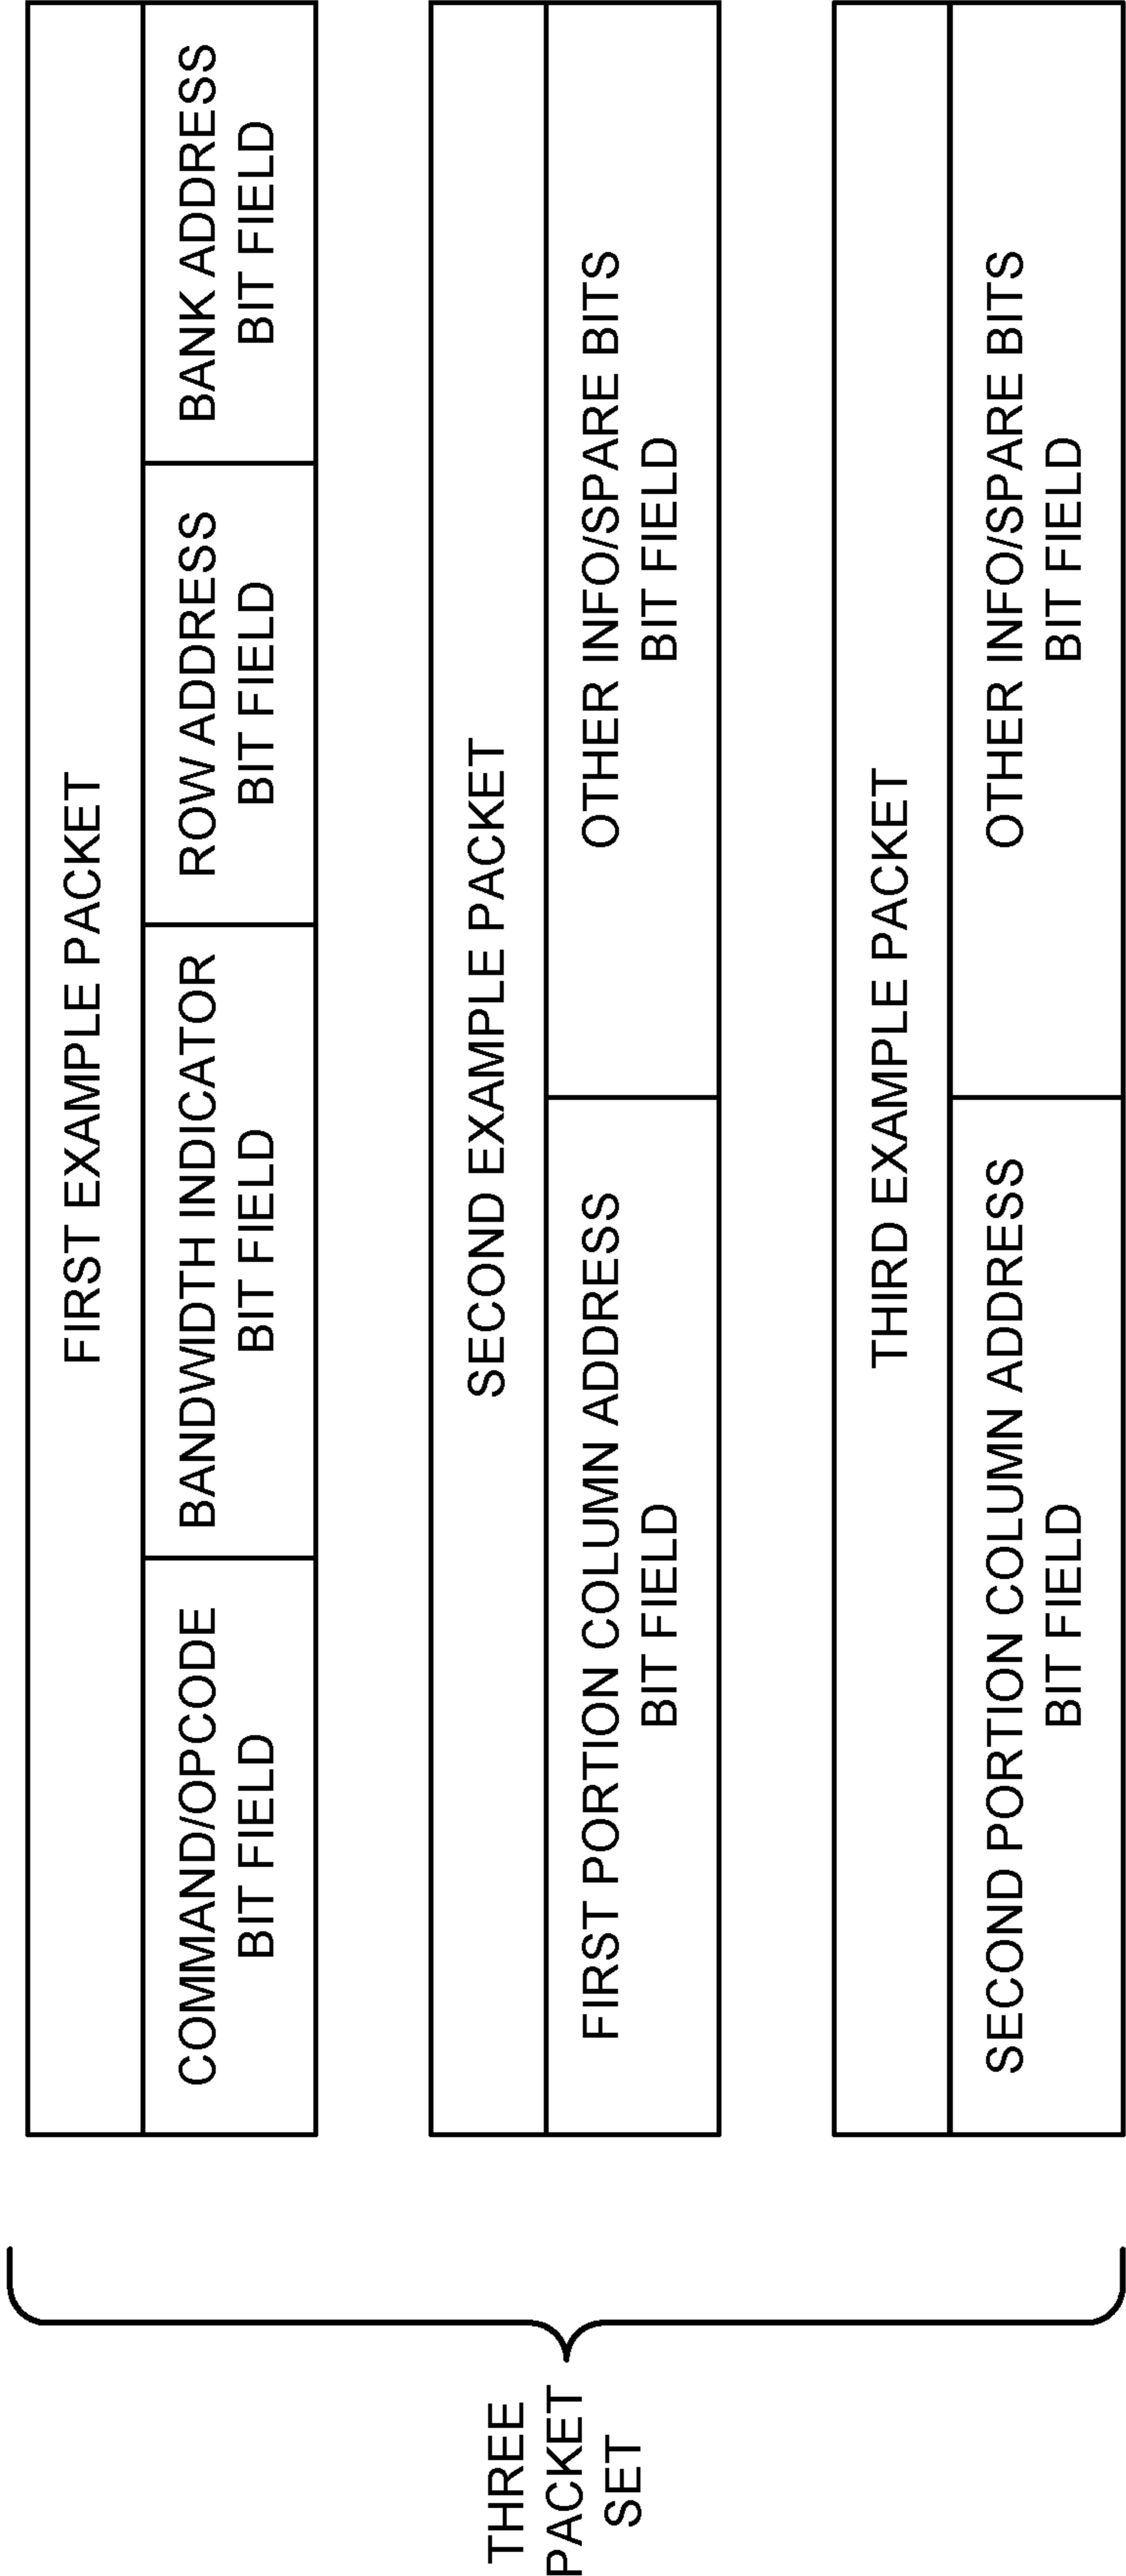 THREE
PACKET
SET
FIRST EXAMPLE PACKET
COMMAND/OPCODE
BIT FIELD
BANDWIDTH INDICATOR
BIT FIELD
ROW ADDRESS
BIT FIELD
BANK ADDRESS
BIT FIELD
SECOND EXAMPLE PACKET
FIRST PORTION COLUMN ADDRESS
BIT FIELD
OTHER INFO/SPARE BITS
BIT FIELD
THIRD EXAMPLE PACKET
SECOND PORTION COLUMN ADDRESS
BIT FIELD
OTHER INFO/SPARE BITS
BIT FIELD